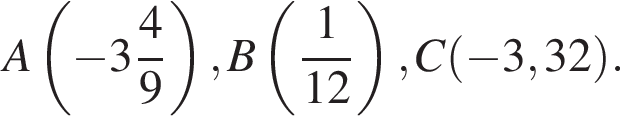 A(−3 4/9), B(1/12), C(−3,32).